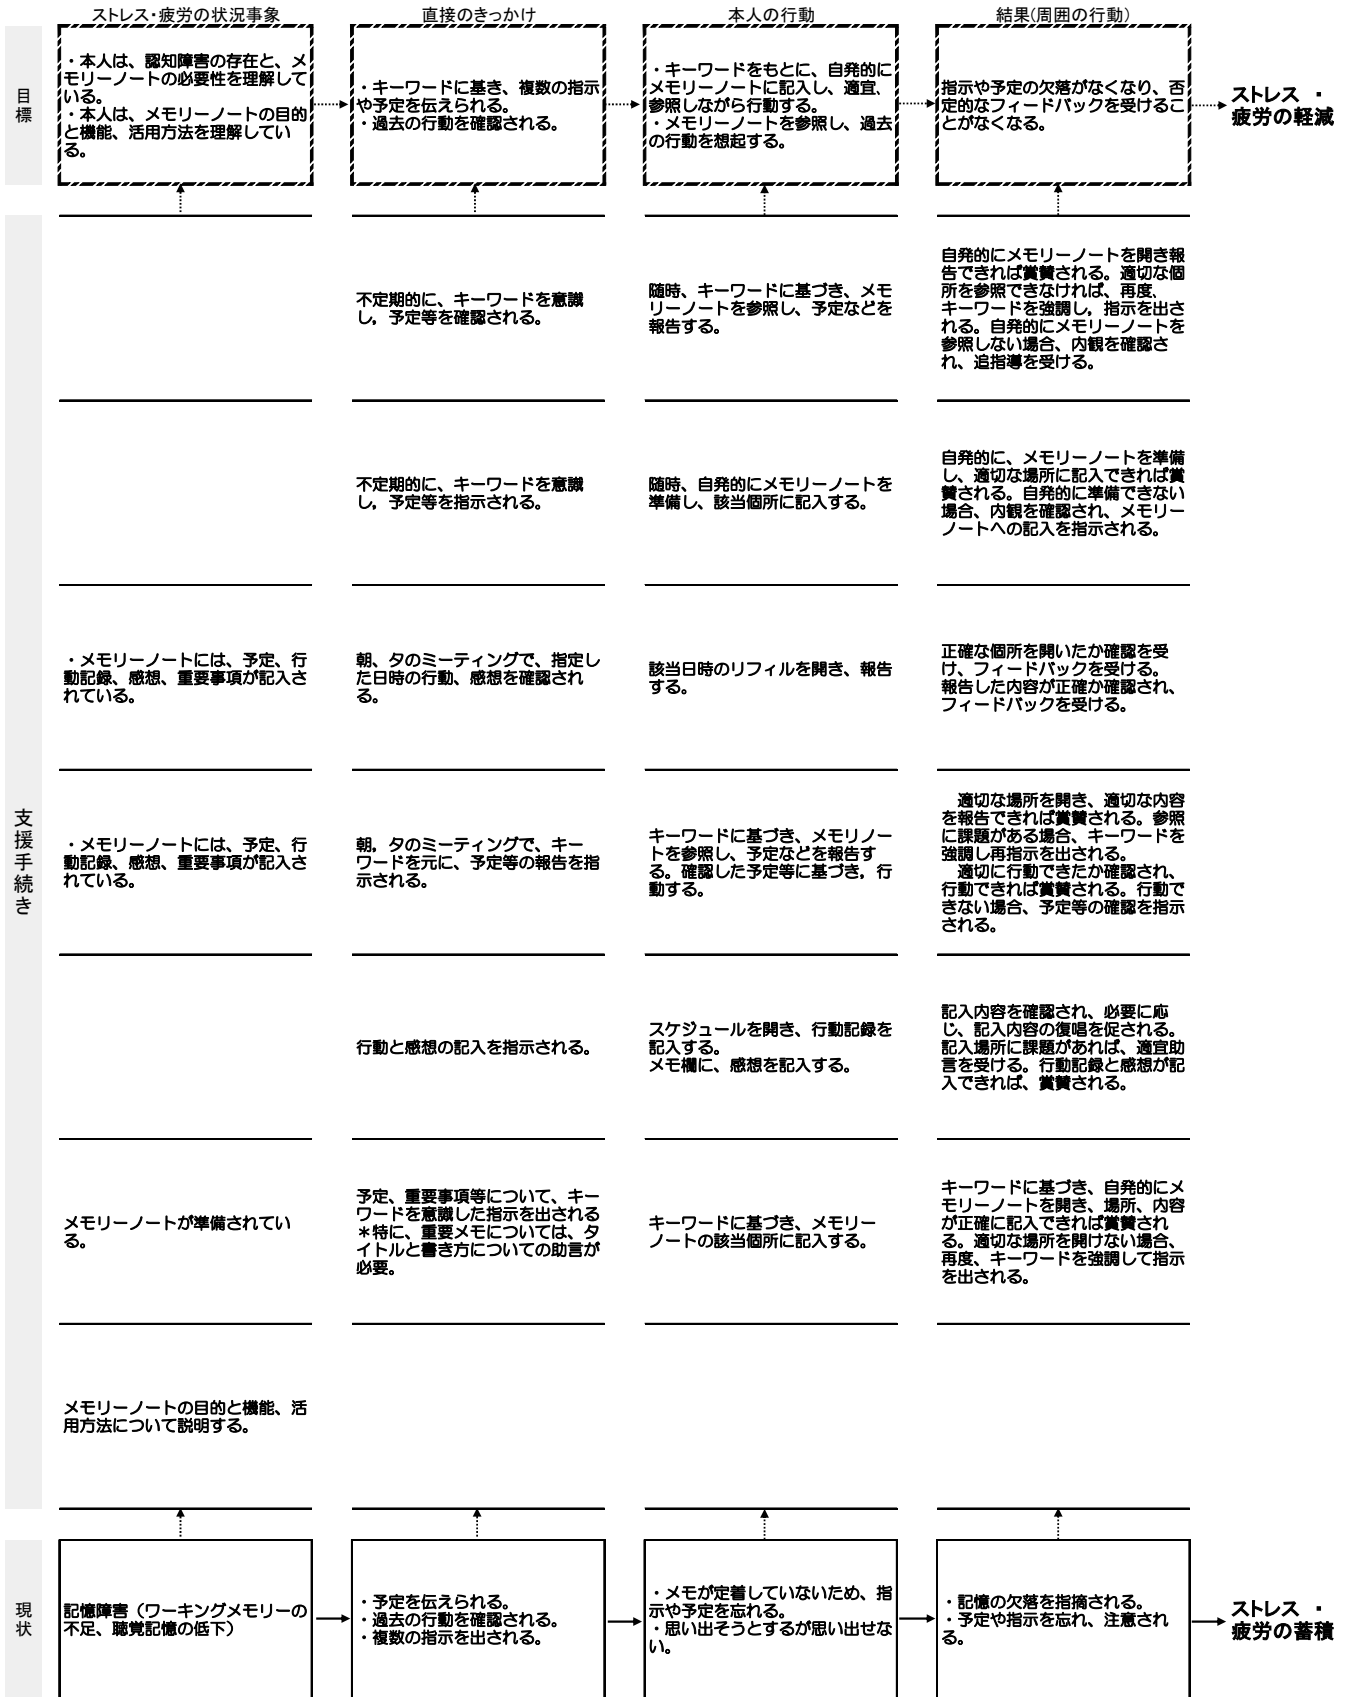 ストレス・疲労の状況事象
直接のきっかけ
本人の行動
結果(周囲の行動)
目標
・本人は、認知障害の存在と、メ
モリーノートの必要性を理解して
いる。
・本人は、メモリーノートの目的
と機能、活用方法を理解してい
る。
・キーワードに基き、複数の指示
や予定を伝えられる。
・過去の行動を確認される。
・キーワードをもとに、自発的に
メモリーノートに記入し、適宜、
参照しながら行動する。
・メモリーノートを参照し、過去
の行動を想起する。
指示や予定の欠落がなくなり、否
定的なフィードバックを受けるこ
とがなくなる。
ストレス ・
疲労の軽減
支援手続き
不定期的に、キーワードを意識
し，予定等を確認される。
随時、キーワードに基づき、メモ
リーノートを参照し、予定などを
報告する。
自発的にメモリーノートを開き報
告できれば賞賛される。適切な個
所を参照できなければ、再度、
キーワードを強調し，指示を出さ
れる。自発的にメモリーノートを
参照しない場合、内観を確認さ
れ、追指導を受ける。
不定期的に、キーワードを意識
し，予定等を指示される。
随時、自発的にメモリーノートを
準備し、該当個所に記入する。
自発的に、メモリーノートを準備
し、適切な場所に記入できれば賞
賛される。自発的に準備できない
場合、内観を確認され、メモリー
ノートへの記入を指示される。
・メモリーノートには、予定、行
動記録、感想、重要事項が記入さ
れている。
朝、夕のミーティングで、指定し
た日時の行動、感想を確認され
る。
該当日時のリフィルを開き、報告
する。
正確な個所を開いたか確認を受
け、フィードバックを受ける。
報告した内容が正確か確認され、
フィードバックを受ける。
・メモリーノートには、予定、行
動記録、感想、重要事項が記入さ
れている。
朝，夕のミーティングで、キー
ワードを元に、予定等の報告を指
示される。
キーワードに基づき、メモリノー
トを参照し、予定などを報告す
る。確認した予定等に基づき，行
動する。
適切な場所を開き、適切な内容
を報告できれば賞賛される。参照
に課題がある場合、キーワードを
強調し再指示を出される。
適切に行動できたか確認され、
行動できれば賞賛される。行動で
きない場合、予定等の確認を指示
される。
行動と感想の記入を指示される。
スケジュールを開き、行動記録を
記入する。
メモ欄に、感想を記入する。
記入内容を確認され、必要に応
じ、記入内容の復唱を促される。
記入場所に課題があれば、適宜助
言を受ける。行動記録と感想が記
入できれば、賞賛される。
メモリーノートが準備されてい
る。
予定、重要事項等について、キー
ワードを意識した指示を出される
＊特に、重要メモについては、タ
イトルと書き方についての助言が
必要。
キーワードに基づき、メモリー
ノートの該当個所に記入する。
キーワードに基づき、自発的にメ
モリーノートを開き、場所、内容
が正確に記入できれば賞賛され
る。適切な場所を開けない場合、
再度、キーワードを強調して指示
を出される。
メモリーノートの目的と機能、活
用方法について説明する。
現状
記憶障害（ワーキングメモリーの
不足、聴覚記憶の低下）
・予定を伝えられる。
・過去の行動を確認される。
・複数の指示を出される。
・メモが定着していないため、指
示や予定を忘れる。
・思い出そうとするが思い出せな
い。
・記憶の欠落を指摘される。
・予定や指示を忘れ、注意され
る。
ストレス ・
疲労の蓄積